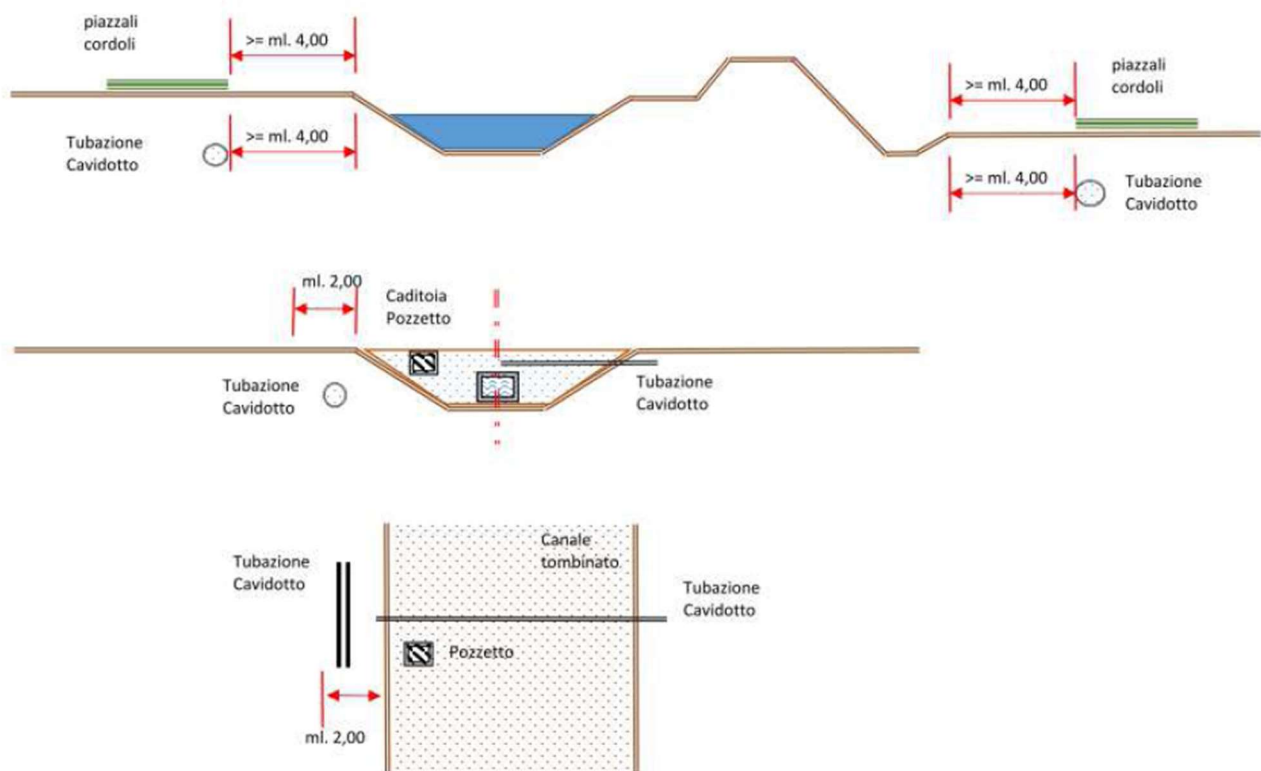 piazzali
cordoli
>= ml. 4,00
>= ml. 4,00
piazzali
cordoli
Tubazione
Cavidotto
>= ml. 4,00
>= ml. 4,00
Tubazione
Cavidotto
ml. 2,00
Caditoia
Pozzetto
Tubazione
Cavidotto
Tubazione
Cavidotto
Canale
tombinato
Tubazione
Cavidotto
Tubazione
Cavidotto
Pozzetto
ml. 2,00